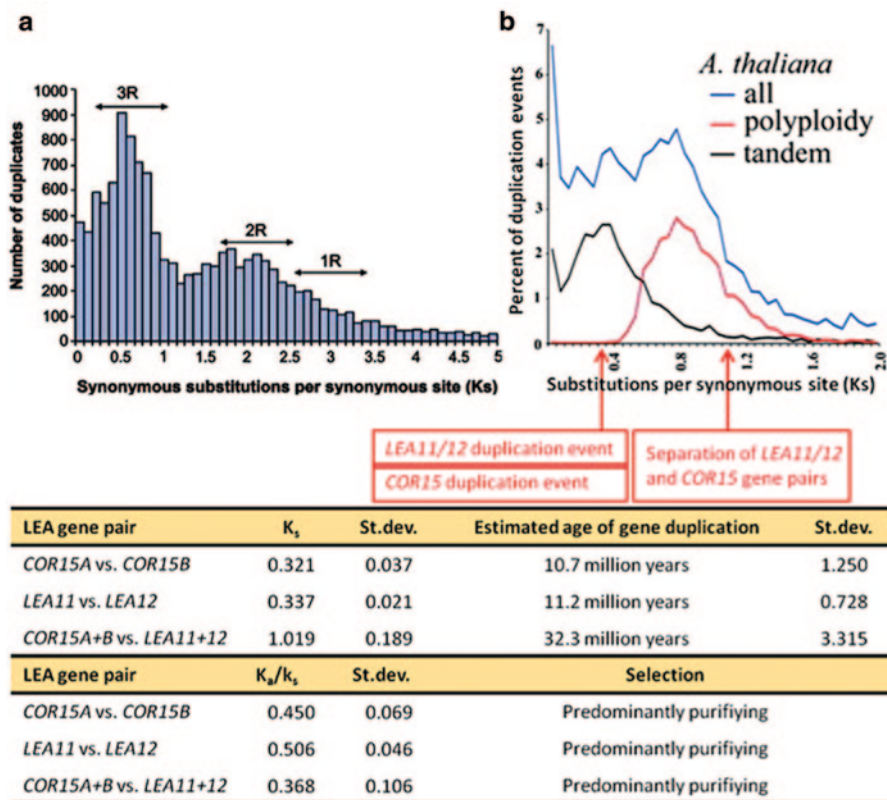 a
1000
900
800
700
600
500
400
300
200
100
0
Number of duplicates
3R
2R
1R
0 0.5 1 1.5 2 2.5 3 3.5 4 4.5 5
Synonymous substitutions per synonymous site (Ks)
b
7
6
5
4
3
2
1
0
Percent of duplication events
A. thaliana
all
polyploidy
tandem
0.4 0.8 1.2 1.6 2.0
Substitutions per synonymous site (Ks)
LEA11/12 duplication event
COR15 duplication event
Separation of LEA11/12
and COR15 gene pairs
LEA gene pair Ks St.dev. Estimated age of gene duplication St.dev.
COR15A vs. COR15B 0.321 0.037 10.7 million years 1.250
LEA11 vs. LEA12 0.337 0.021 11.2 million years 0.728
COR15A+B vs. LEA11+12 1.019 0.189 32.3 million years 3.315
LEA gene pair Ka/ks St.dev. Selection
COR15A vs. COR15B 0.450 0.069 Predominantly purifiying
LEA11 vs. LEA12 0.506 0.046 Predominantly purifiying
COR15A+B vs. LEA11+12 0.368 0.106 Predominantly purifiying